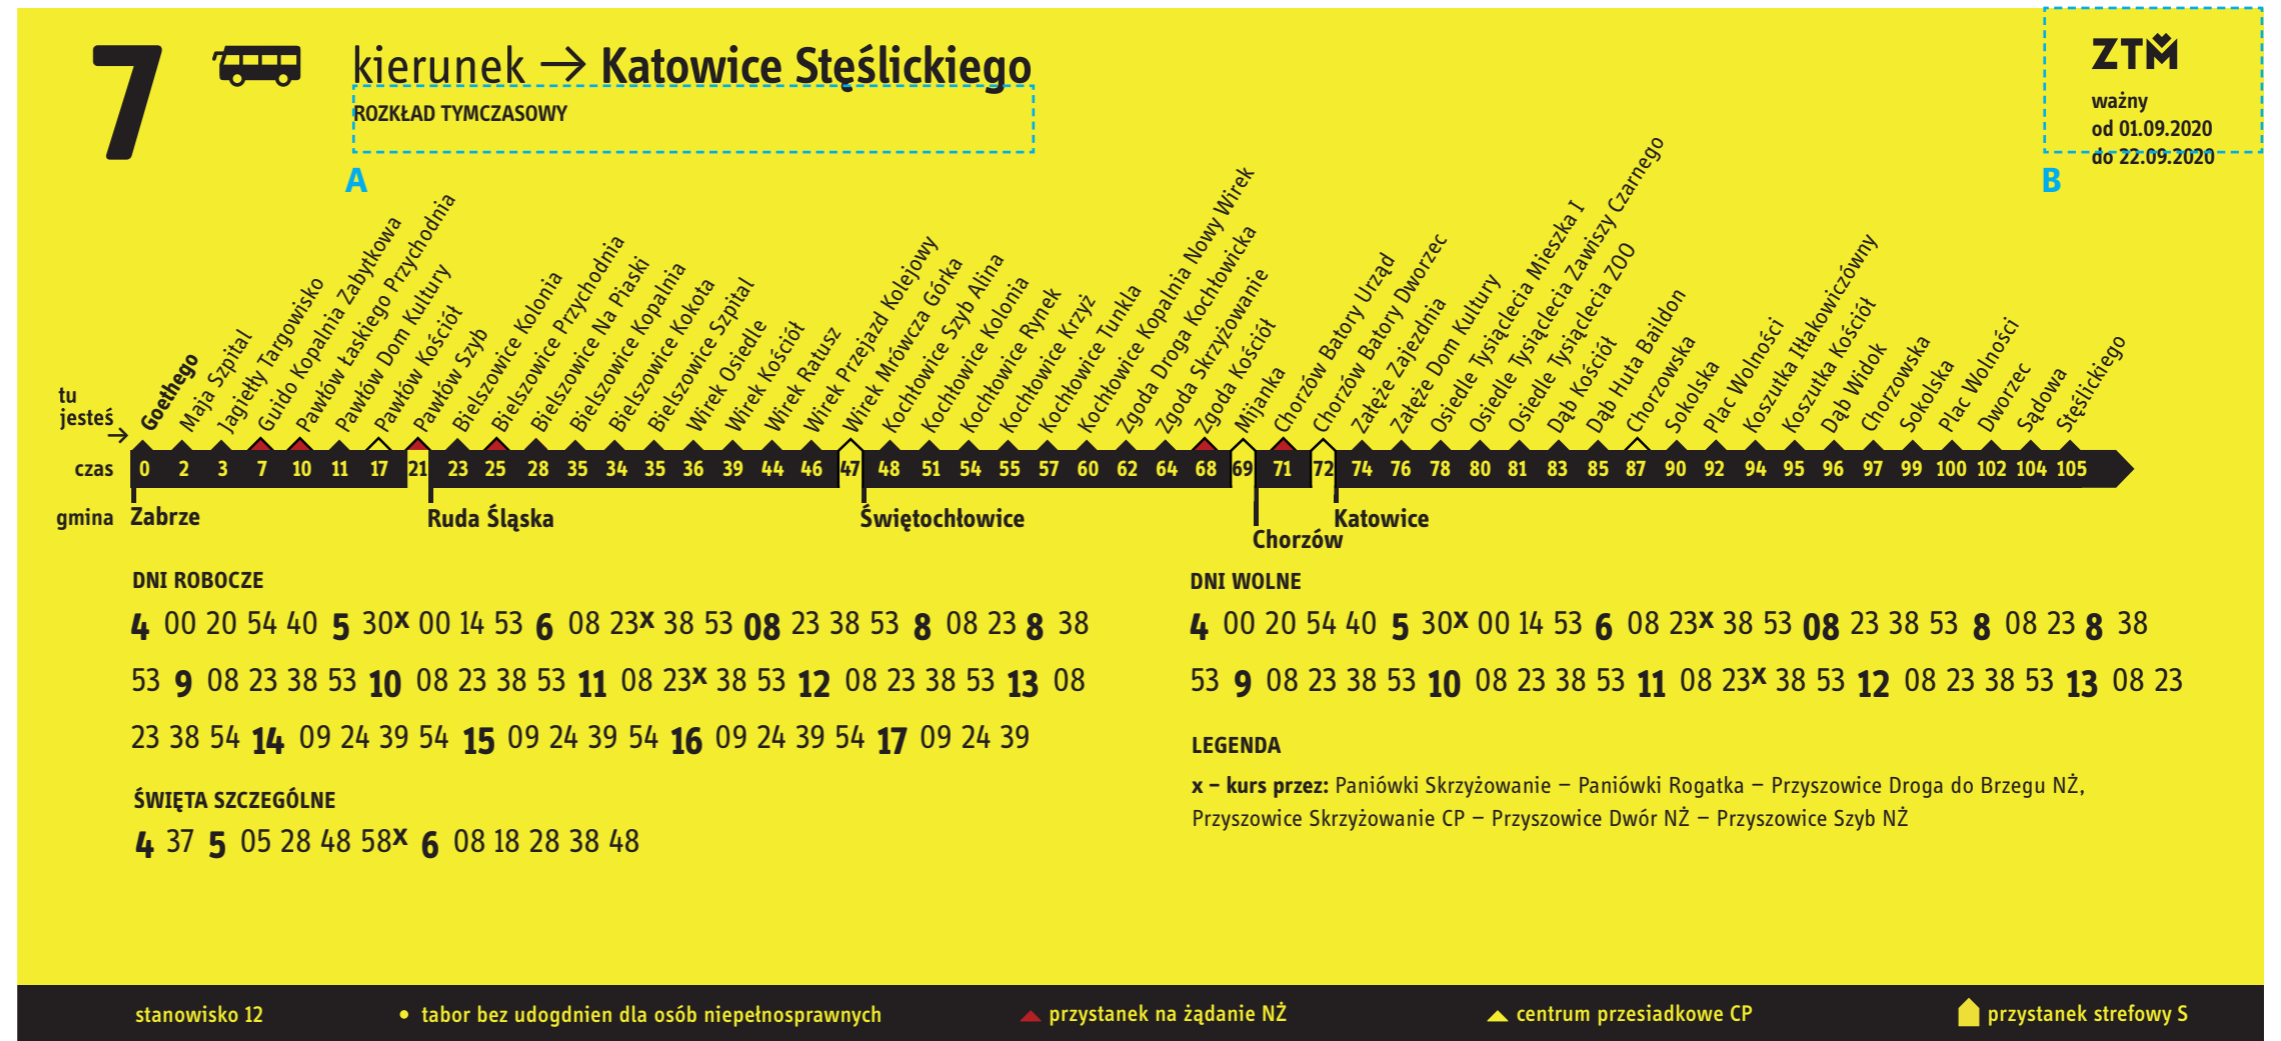 7 kierunek → Katowice Stęślickiego
ROZKŁAD TYMCZASOWY
A
ZTM
ważny
od 01.09.2020
do 22.09.2020
B
tu
jesteś →
Goethego
Maja Szpital
Jagiełły Targowisko
Guido Kopalnia Zabytkowa
Pawłów Łaskiego Przychodnia
Pawłów Dom Kultury
Pawłów Kościół
Pawłów Szyb
Bielszowice Kolonia
Bielszowice Przychodnia
Bielszowice Na Piaski
Bielszowice Kopalnia
Bielszowice Kokota
Bielszowice Szpital
Wirek Osiedle
Wirek Kościół
Wirek Ratusz
Wirek Przejazd Kolejowy
Wirek Mrówcza Górka
Kochłowice Szyb Alina
Kochłowice Kolonia
Kochłowice Rynek
Kochłowice Krzyż
Kochłowice Tunkla
Kochłowice Kopalnia Nowy Wirek
Zgoda Droga Kochłowicka
Zgoda Skrzyżowanie
Zgoda Kościół
Mijanka
Chorzów Batory Urząd
Chorzów Batory Dworzec
Załęże Zajezdnia
Załęże Dom Kultury
Osiedle Tysiąclecia Mieszka I
Osiedle Tysiąclecia Zawiszy Czarnego
Osiedle Tysiąclecia ZOO
Dąb Kościół
Dąb Huta Baildon
Chorzowska
Sokolska
Plac Wolności
Koszutka Iłłakowiczówny
Koszutka Kościół
Dąb Widok
Chorzowska
Sokolska
Plac Wolności
Dworzec
Sądowa
Stęślickiego
czas 0 2 3 7 10 11 17 21 23 25 28 35 34 35 36 39 44 46 47 48 51 54 55 57 60 62 64 68 69 71 72 74 76 78 80 81 83 85 87 90 92 94 95 96 97 99 100 102 104 105
gmina Zabrze Ruda Śląska Świętochłowice Chorzów Katowice
DNI ROBOCZE
4 00 20 54 40 5 30x 00 14 53 6 08 23x 38 53 08 23 38 53 8 08 23 8 38
53 9 08 23 38 53 10 08 23 38 53 11 08 23x 38 53 12 08 23 38 53 13 08
23 38 54 14 09 24 39 54 15 09 24 39 54 16 09 24 39 54 17 09 24 39
ŚWIĘTA SZCZEGÓLNE
4 37 5 05 28 48 58x 6 08 18 28 38 48
DNI WOLNE
4 00 20 54 40 5 30x 00 14 53 6 08 23x 38 53 08 23 38 53 8 08 23 8 38
53 9 08 23 38 53 10 08 23 38 53 11 08 23x 38 53 12 08 23 38 53 13 08 23
LEGENDA
x – kurs przez: Paniówki Skrzyżowanie – Paniówki Rogatka – Przyszowice Droga do Brzegu NŻ,
Przyszowice Skrzyżowanie CP – Przyszowice Dwór NŻ – Przyszowice Szyb NŻ
stanowisko 12 • tabor bez udogdnien dla osób niepełnosprawnych przystanek na żądanie NŻ centrum przesiadkowe CP przystanek strefowy S